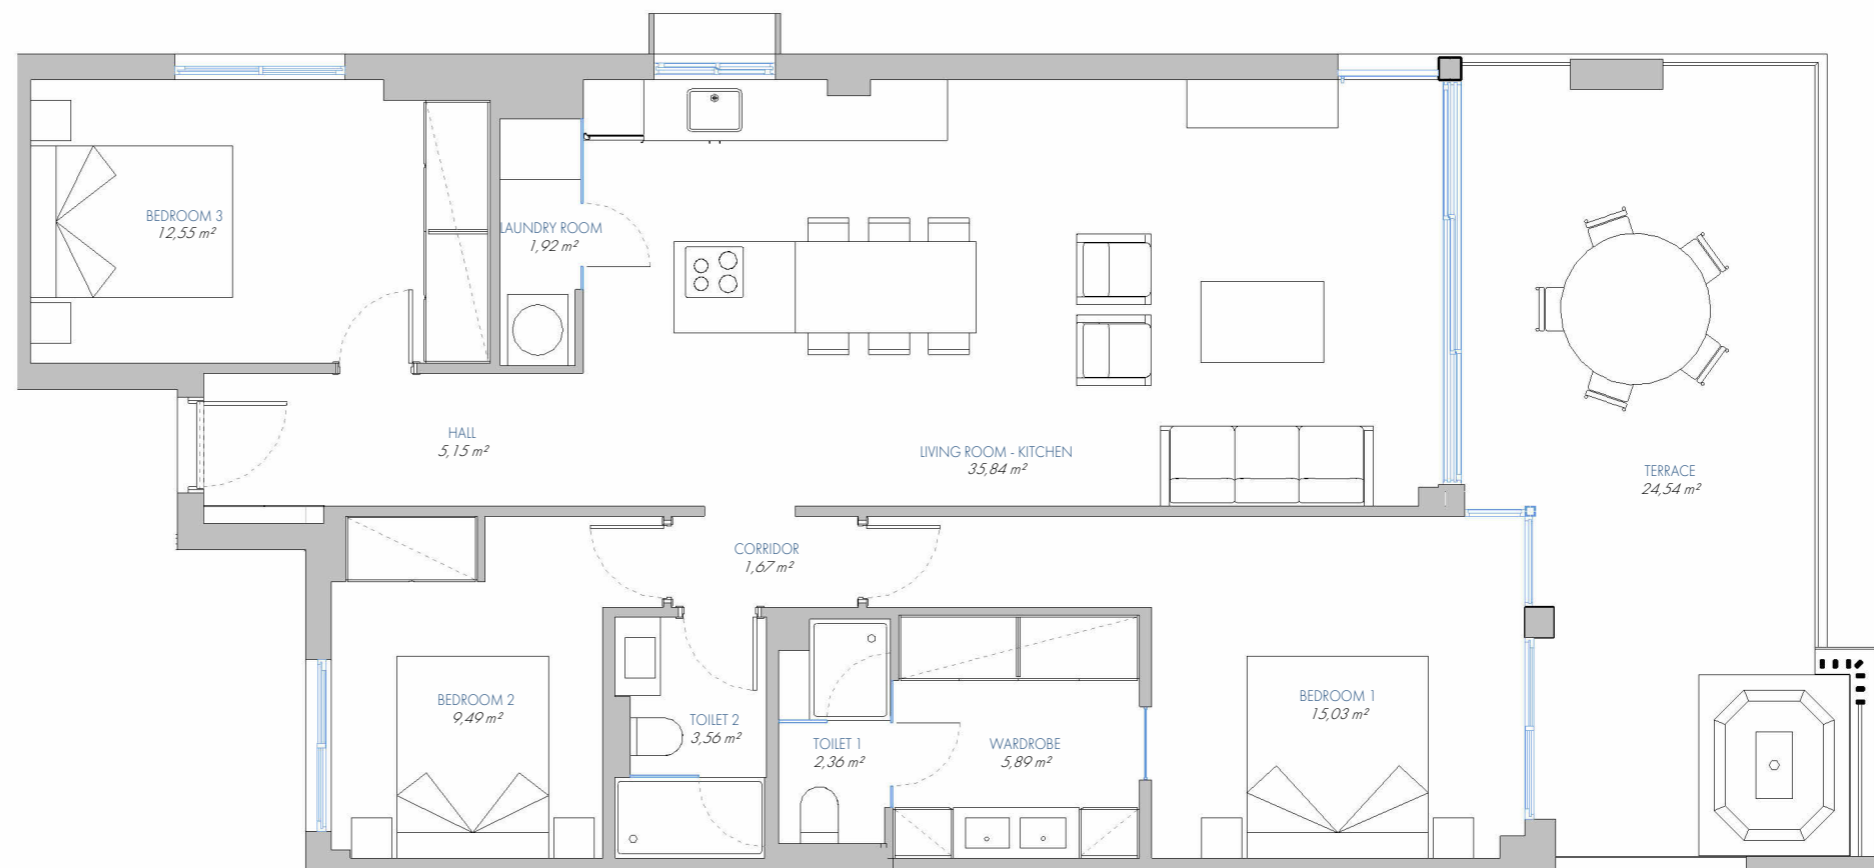 BEDROOM 3
12,55 m²
LAUNDRY ROOM
1,92 m²
HALL
5,15 m²
LIVING ROOM - KITCHEN
35,84 m²
TERRACE
24,54 m²
CORRIDOR
1,67 m²
BEDROOM 2
9,49 m²
TOILET 2
3,56 m²
TOILET 1
2,36 m²
WARDROBE
5,89 m²
BEDROOM 1
15,03 m²